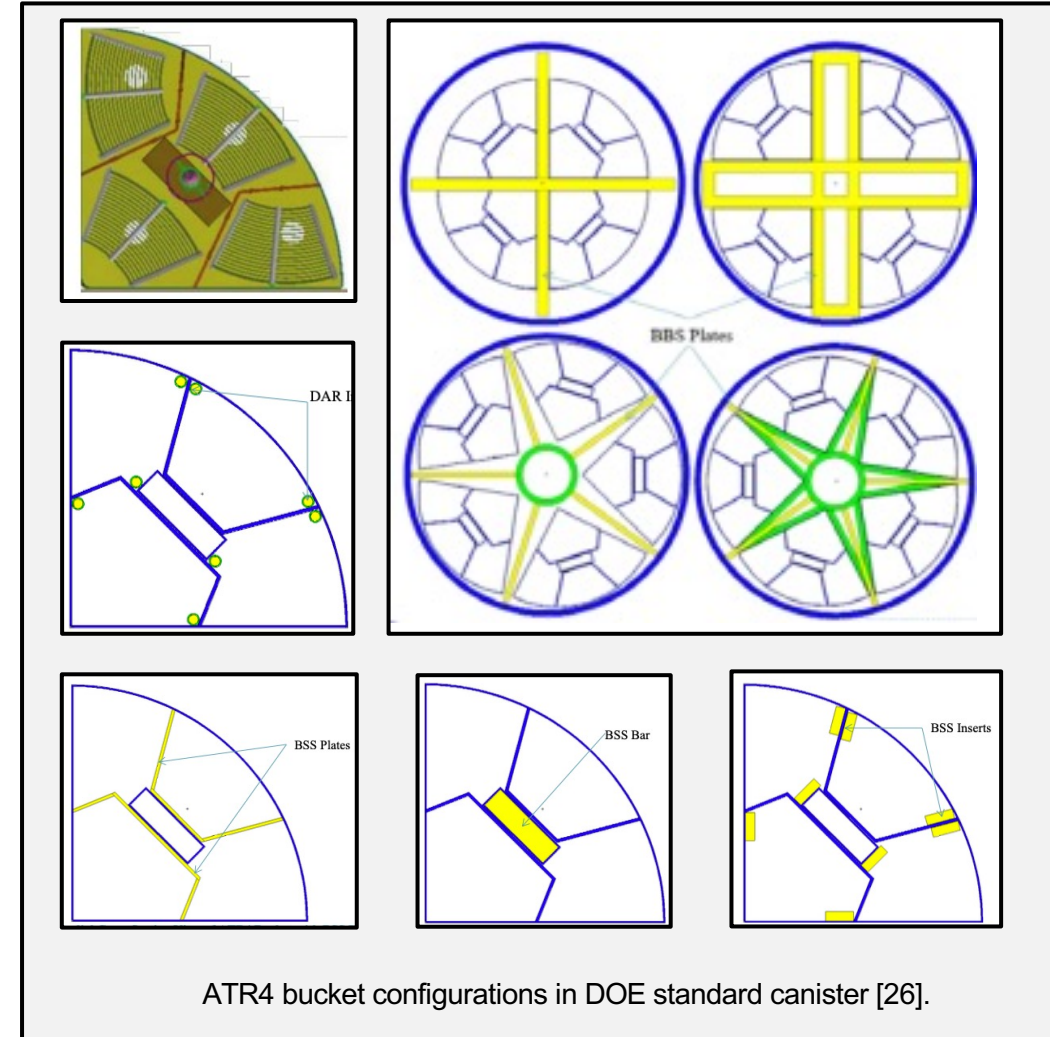 BBS Plates
DAR I
BSS Plates
BSS Bar
BSS Inserts
ATR4 bucket configurations in DOE standard canister [26].